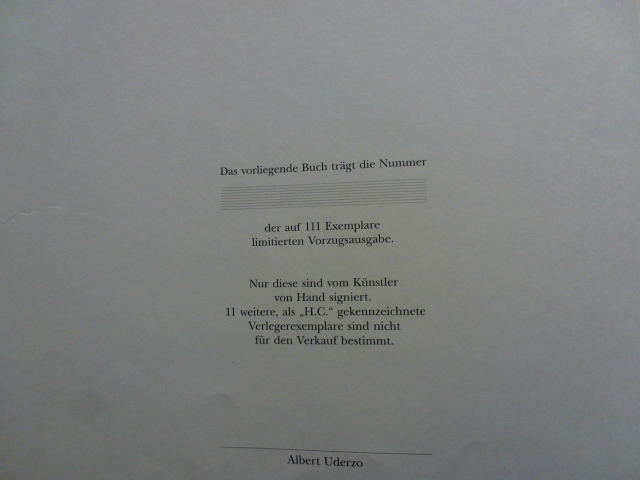 Das vorliegende Buch trägt die Nummer
der auf 111 Exemplare
limitierten Vorzugsausgabe.
Nur diese sind vom Künstler
von Hand signiert.
11 weitere, als „H.C.“ gekennzeichnete
Verlegerexemplare sind nicht
für den Verkauf bestimmt.
Albert Uderzo